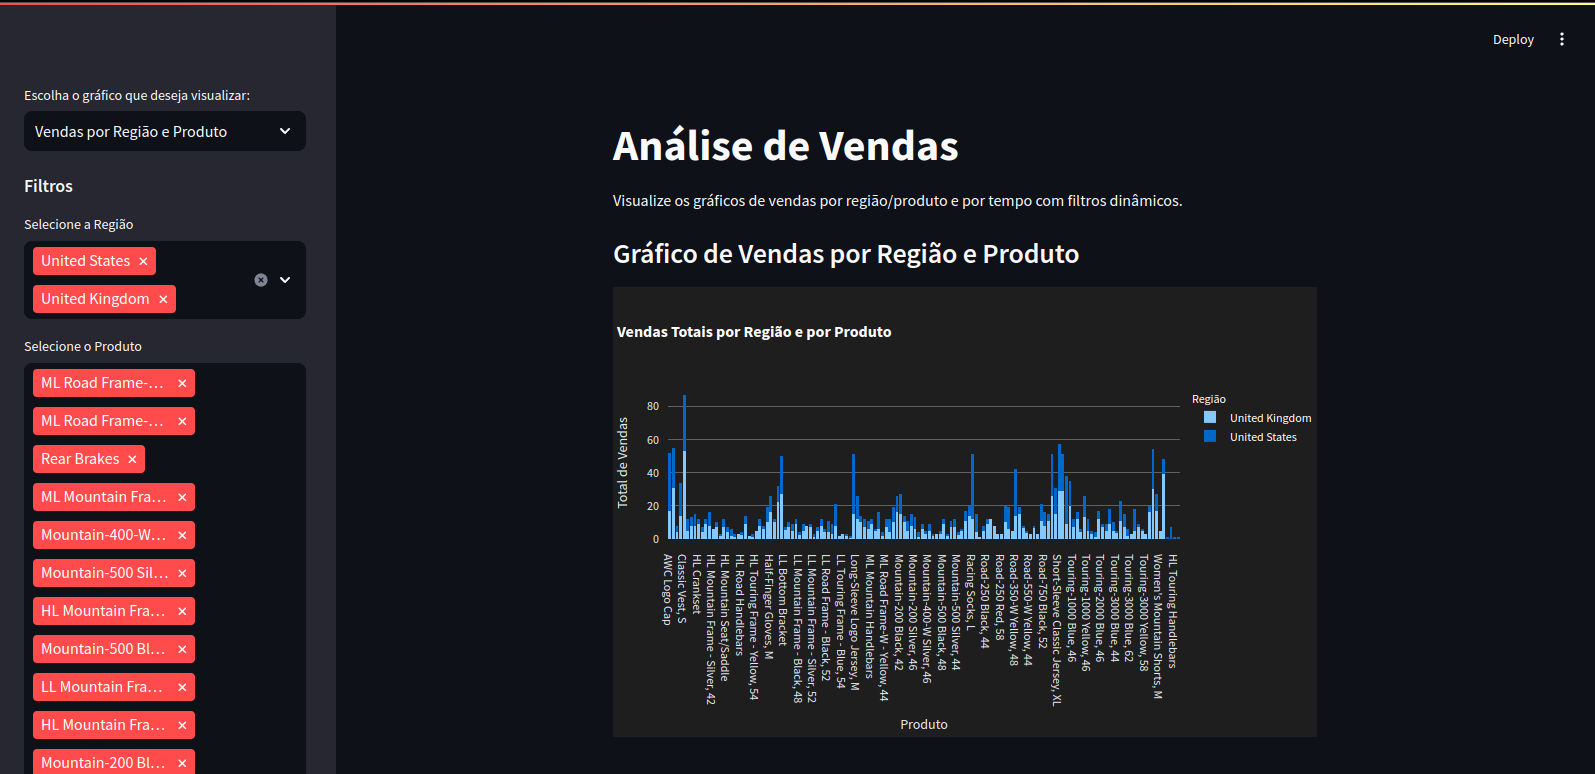 Deploy
Escolha o gráfico que deseja visualizar:
Vendas por Região e Produto
Filtros
Selecione a Região
United States
United Kingdom
Selecione o Produto
ML Road Frame-...
ML Road Frame-...
Rear Brakes
ML Mountain Fra...
Mountain-400-W...
Mountain-500 Sil...
HL Mountain Fra...
Mountain-500 Bl...
LL Mountain Fra...
HL Mountain Fra...
Mountain-200 Bl...
Análise de Vendas
Visualize os gráficos de vendas por região/produto e por tempo com filtros dinâmicos.
Gráfico de Vendas por Região e Produto
Vendas Totais por Região e por Produto
Total de Vendas
80
60
40
20
0
Região
United Kingdom
United States
AWC Logo Cap
Classic Vest, S
HL Crankset
HL Mountain Frame - Silver, 42
HL Mountain Seat/Saddle
HL Road Handlebars
HL Touring Frame - Yellow, 54
Half-Finger Gloves, M
LL Bottom Bracket
LL Mountain Frame - Black, 48
LL Mountain Frame - Silver, 52
LL Road Frame - Black, 52
LL Touring Frame - Blue, 54
Long-Sleeve Logo Jersey, M
ML Mountain Handlebars
ML Road Frame-W - Yellow, 44
Mountain-200 Black, 42
Mountain-200 Silver, 46
Mountain-400-W Silver, 46
Mountain-500 Black, 48
Mountain-500 Silver, 44
Racing Socks, L
Road-250 Black, 44
Road-250 Red, 58
Road-350-W Yellow, 48
Road-550-W Yellow, 44
Road-750 Black, 52
Short-Sleeve Classic Jersey, XL
Touring-1000 Blue, 46
Touring-1000 Yellow, 46
Touring-2000 Blue, 46
Touring-3000 Blue, 44
Touring-3000 Blue, 62
Touring-3000 Yellow, 58
Women's Mountain Shorts, M
HL Touring Handlebars
Produto